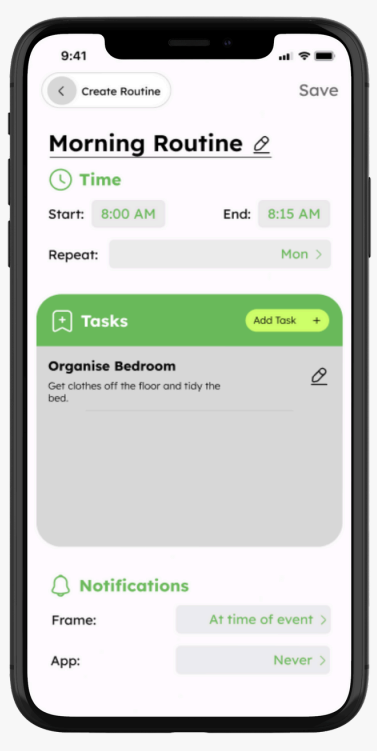 9:41
Create Routine
Save
Morning Routine
Time
Start: 8:00 AM End: 8:15 AM
Repeat: Mon >
Tasks Add Task +
Organise Bedroom
Get clothes off the floor and tidy the
bed.
Notifications
Frame: At time of event >
App: Never >